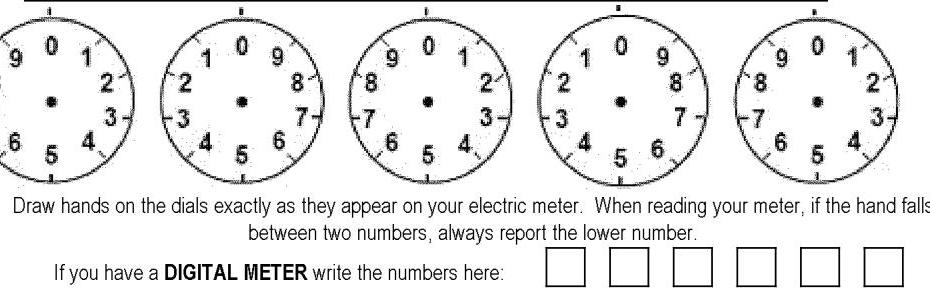 0 0 0 0 0
9 1 1 9 9 1 1 9 9 1
2 2 8 8 2 2 8 8 2
3 3 7 7 3 3 7 7 3
6 4 4 6 6 4 4 6 6 4
5 5 5 5 5
Draw hands on the dials exactly as they appear on your electric meter. When reading your meter, if the hand falls
between two numbers, always report the lower number.
If you have a DIGITAL METER write the numbers here: